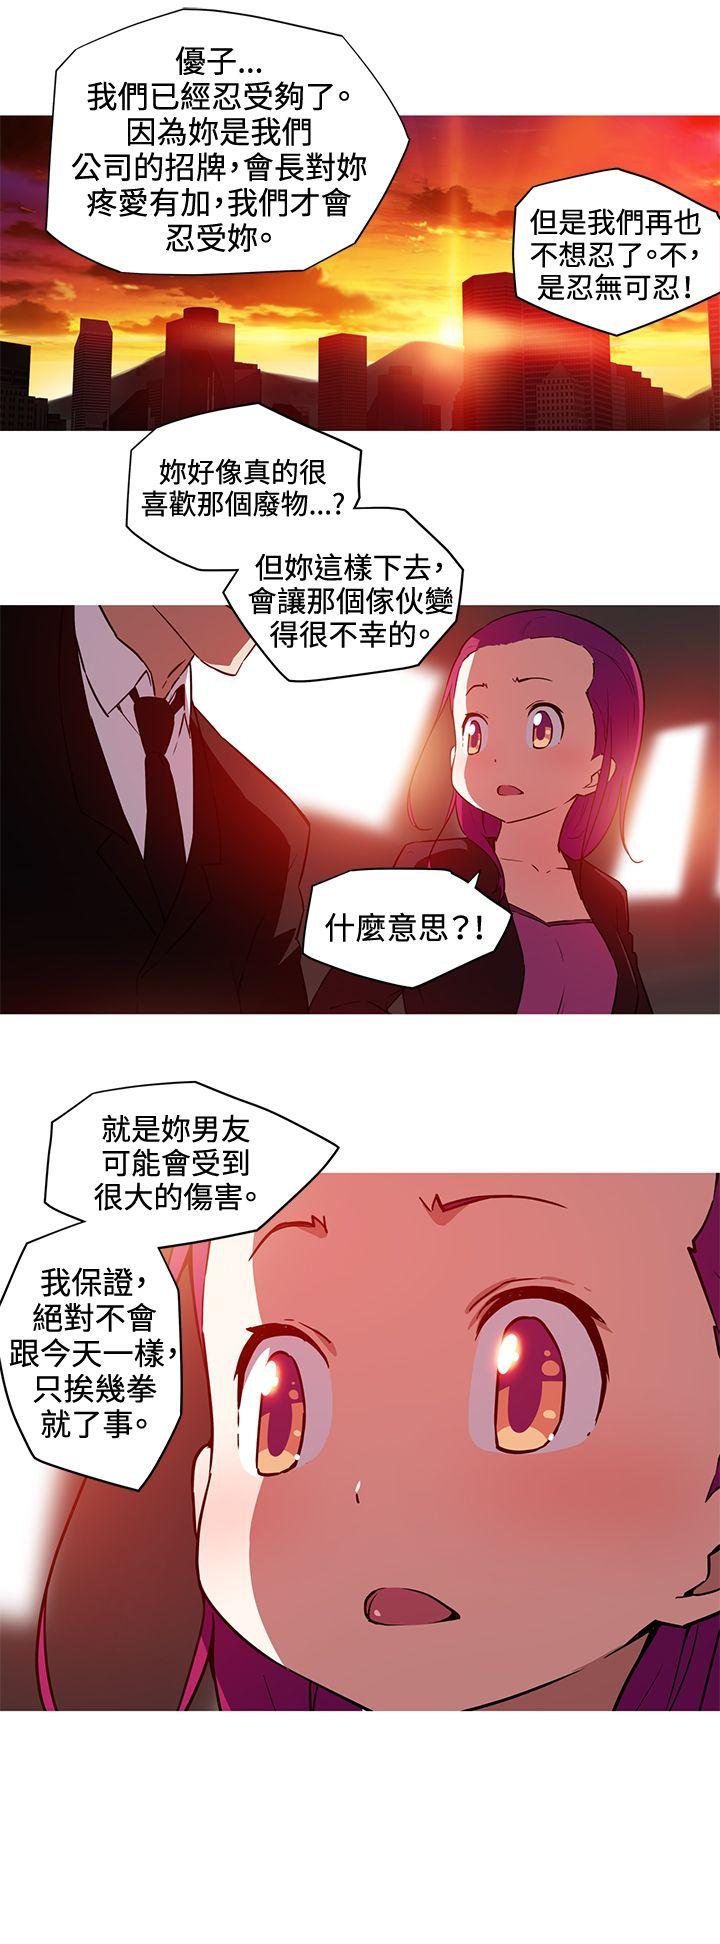 優子...
我們已經忍受夠了。
因為妳是我們
公司的招牌，會長對妳
疼愛有加，我們才會
忍受妳。
但是我們再也
不想忍了。不，
是忍無可忍！
妳好像真的很
喜歡那個廢物...?
但妳這樣下去，
會讓那個傢伙變
得很不幸的。
什麼意思？！
就是妳男友
可能會受到
很大的傷害。
我保證，
絕對不會
跟今天一樣，
只挨幾拳
就了事。